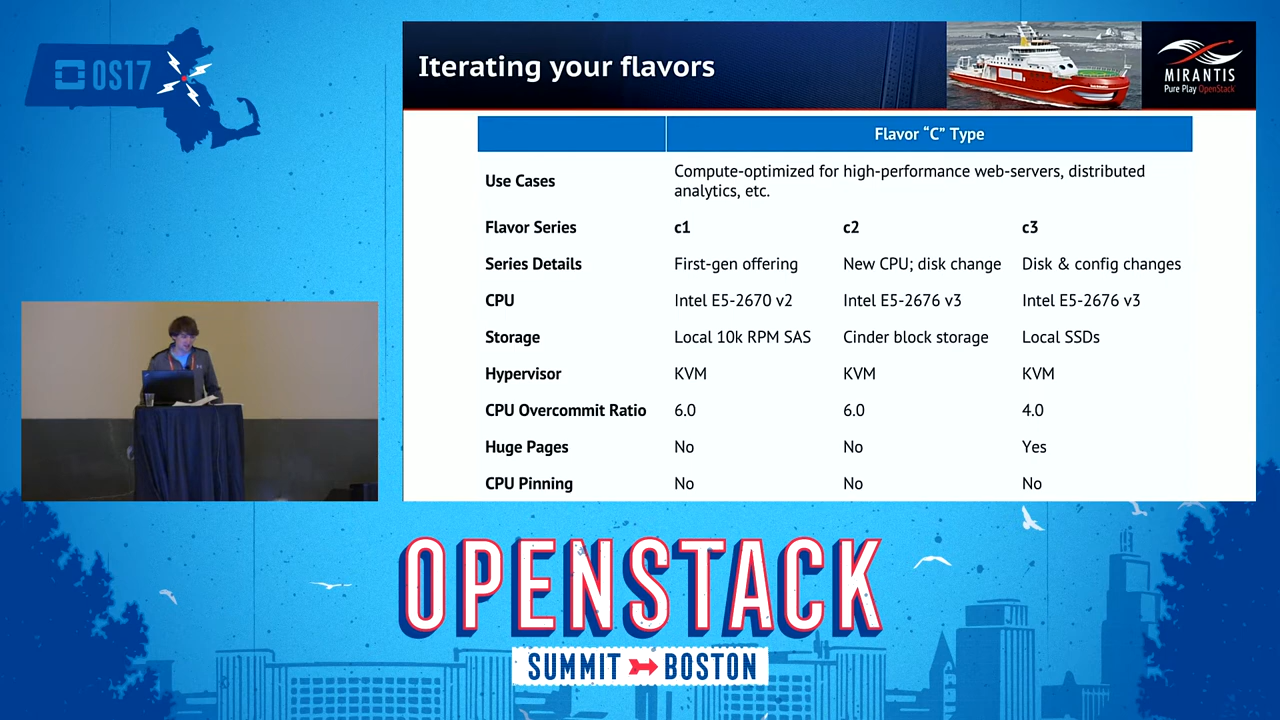 OS17
Iterating your flavors
MIRANTIS
Pure Play OpenStack
Flavor “C” Type
Use Cases
Compute-optimized for high-performance web-servers, distributed
analytics, etc.
Flavor Series c1 c2 c3
Series Details First-gen offering New CPU; disk change Disk & config changes
CPU Intel E5-2670 v2 Intel E5-2676 v3 Intel E5-2676 v3
Storage Local 10k RPM SAS Cinder block storage Local SSDs
Hypervisor KVM KVM KVM
CPU Overcommit Ratio 6.0 6.0 4.0
Huge Pages No No Yes
CPU Pinning No No No
OPENSTACK
SUMMIT BOSTON